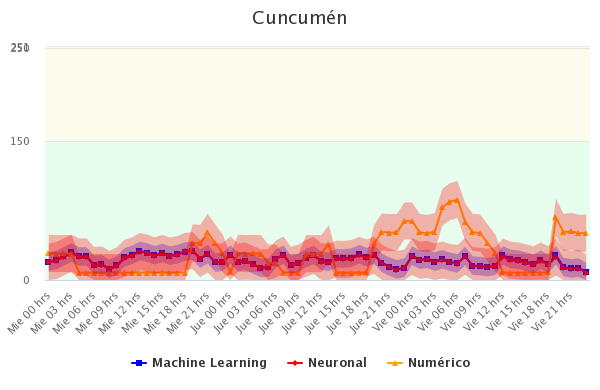 Cuncumén
250
150
0
Mie 00 hrs
Mie 03 hrs
Mie 06 hrs
Mie 09 hrs
Mie 12 hrs
Mie 15 hrs
Mie 18 hrs
Mie 21 hrs
Jue 00 hrs
Jue 03 hrs
Jue 06 hrs
Jue 09 hrs
Jue 12 hrs
Jue 15 hrs
Jue 18 hrs
Jue 21 hrs
Vie 00 hrs
Vie 03 hrs
Vie 06 hrs
Vie 09 hrs
Vie 12 hrs
Vie 15 hrs
Vie 18 hrs
Vie 21 hrs
Machine Learning Neuronal Numérico